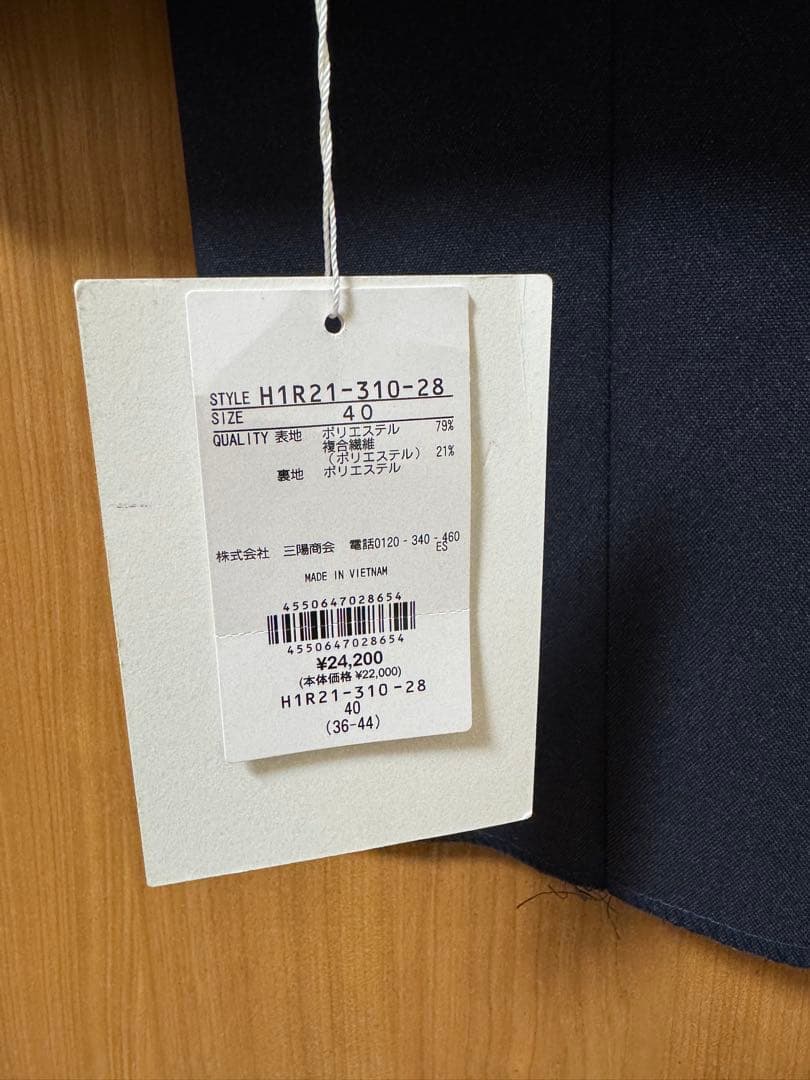 STYLE H1R21-310-28
SIZE 40
QUALITY 表地 ポリエステル 79%
複合繊維
(ポリエステル) 21%
裏地 ポリエステル
株式会社 三陽商会 電話0120-340-460
ES
MADE IN VIETNAM
4550647028654
4550647028654
¥24,200
(本体価格 ¥22,000)
H1R21-310-28
40
(36-44)